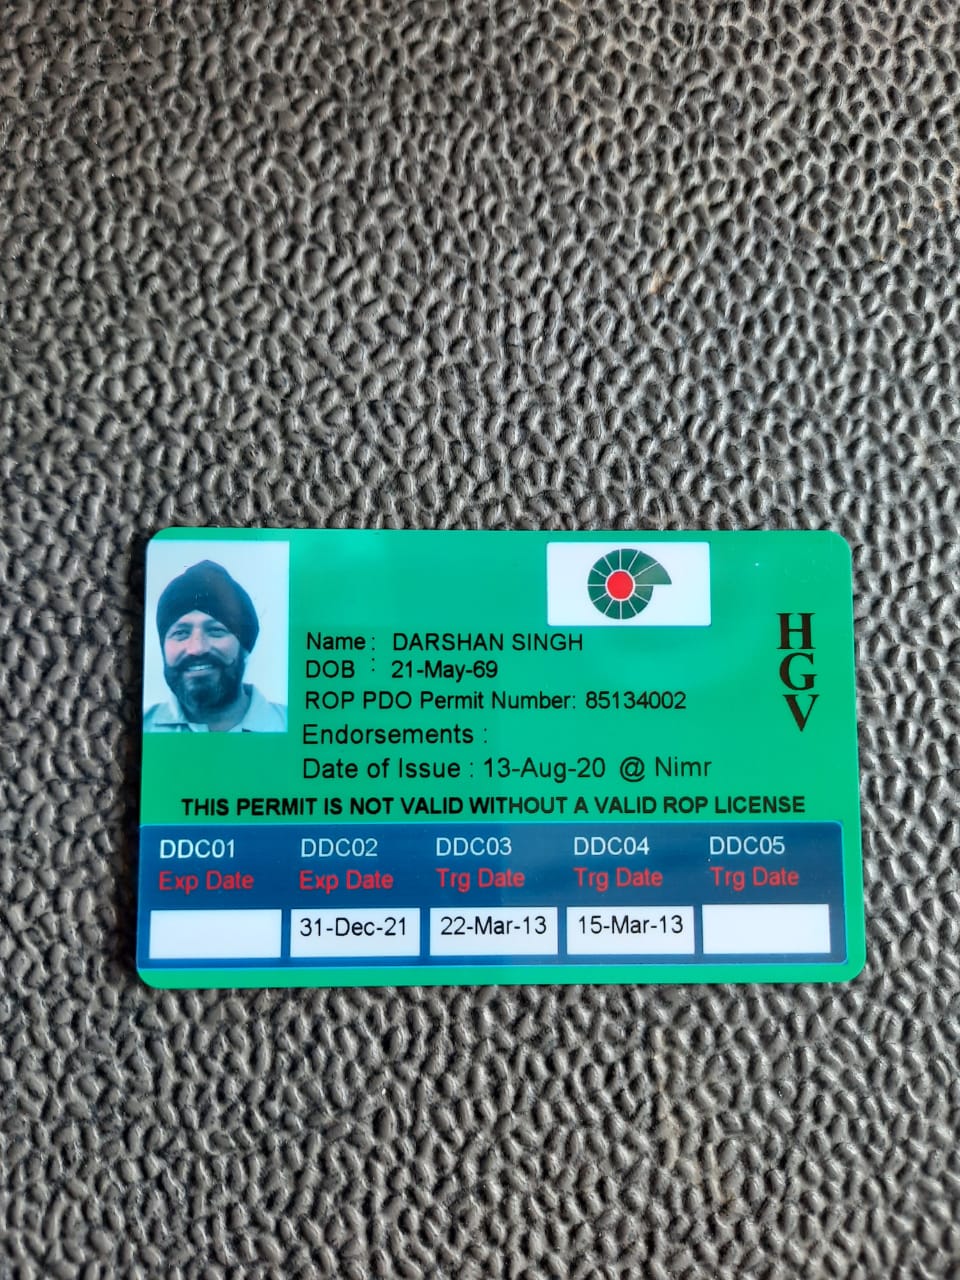 Name : DARSHAN SINGH
DOB : 21-May-69
ROP PDO Permit Number: 85134002
Endorsements :
Date of Issue : 13-Aug-20 @ Nimr
HGV
THIS PERMIT IS NOT VALID WITHOUT A VALID ROP LICENSE
DDC01 DDC02 DDC03 DDC04 DDC05
Exp Date Exp Date Trg Date Trg Date Trg Date
31-Dec-21 22-Mar-13 15-Mar-13